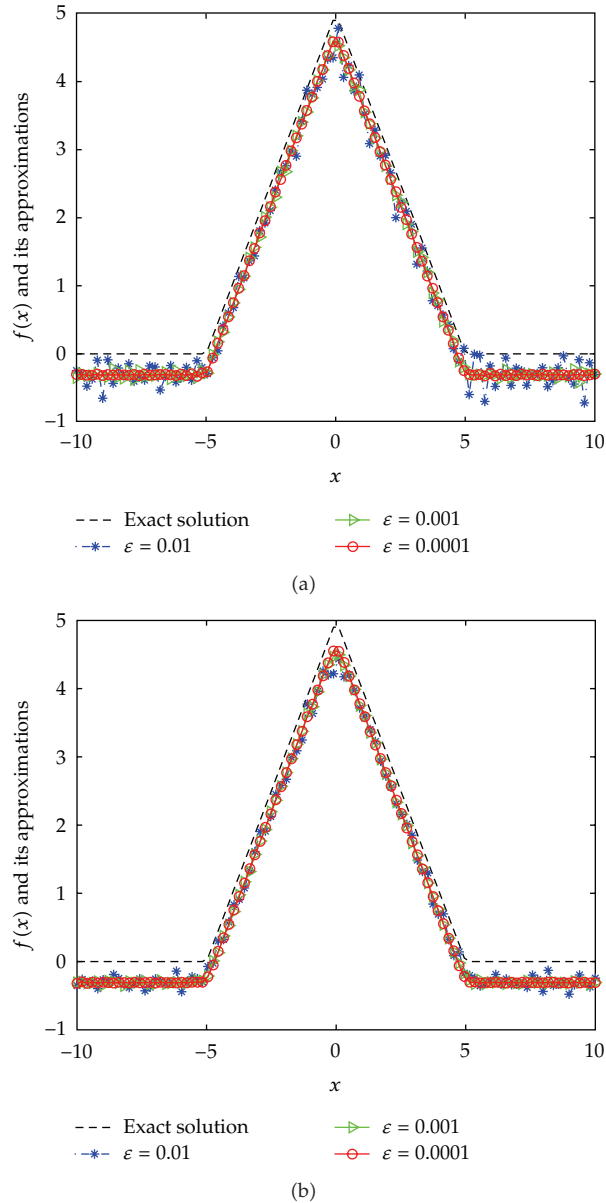 5
4
3
2
1
0
−1
f(x) and its approximations
−10 −5 0 5 10
x
Exact solution
ε = 0.01
ε = 0.001
ε = 0.0001
(a)
5
4
3
2
1
0
−1
f(x) and its approximations
−10 −5 0 5 10
x
Exact solution
ε = 0.01
ε = 0.001
ε = 0.0001
(b)